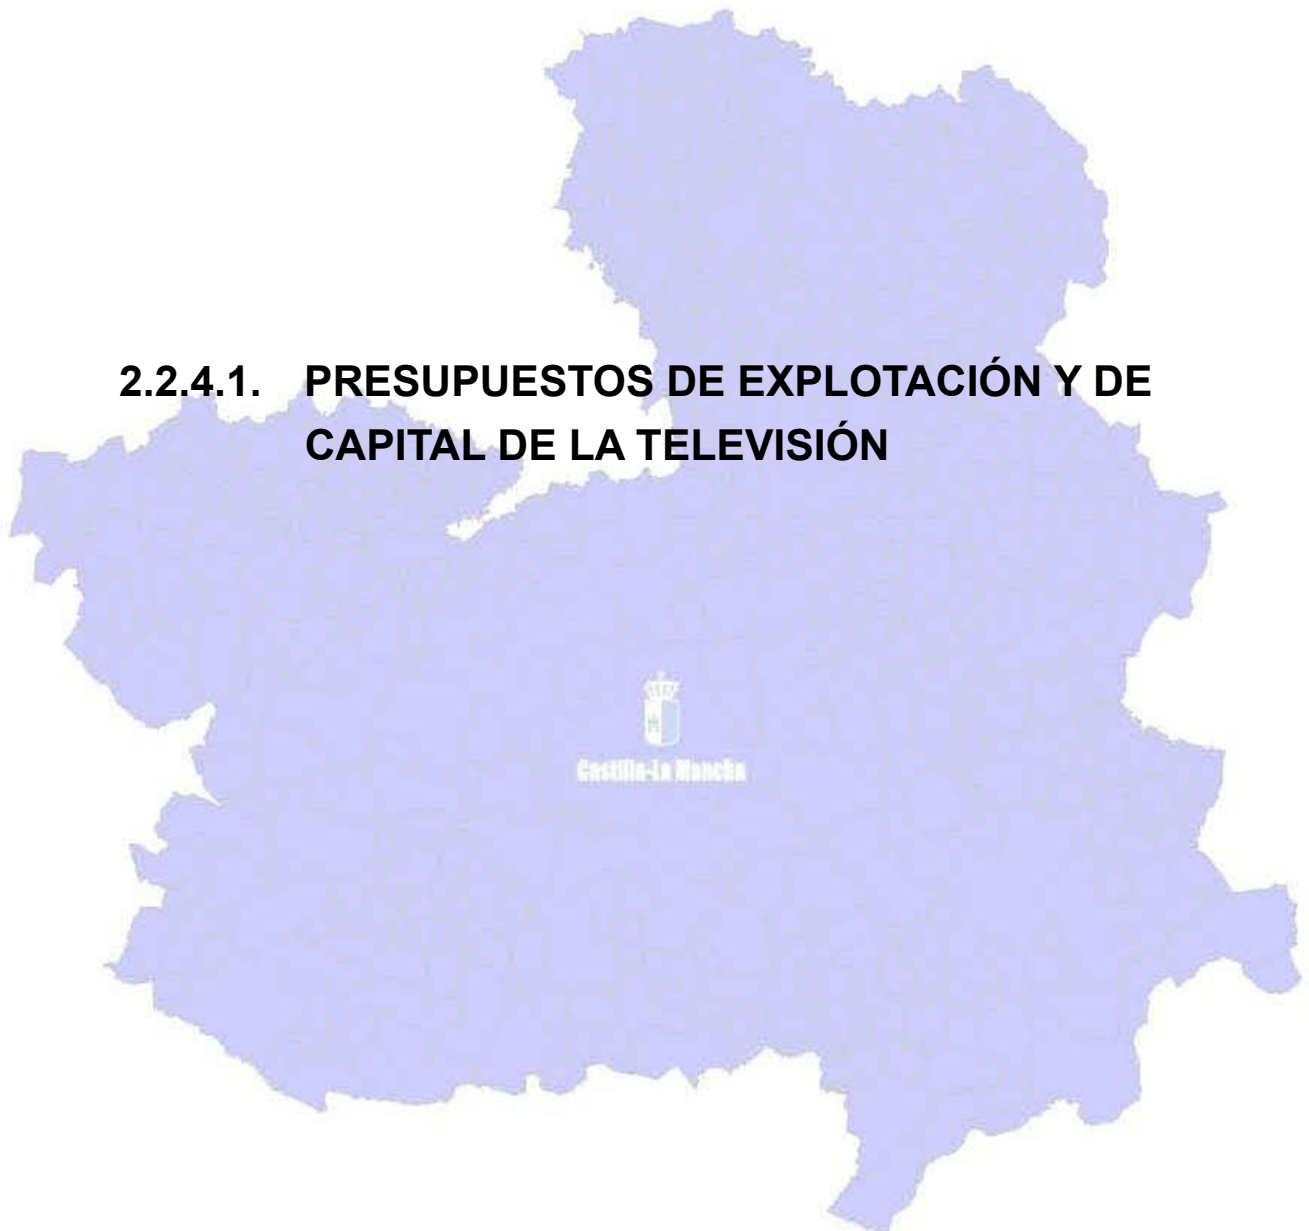 2.2.4.1. PRESUPUESTOS DE EXPLOTACIÓN Y DE
CAPITAL DE LA TELEVISIÓN
Castilla-La Mancha